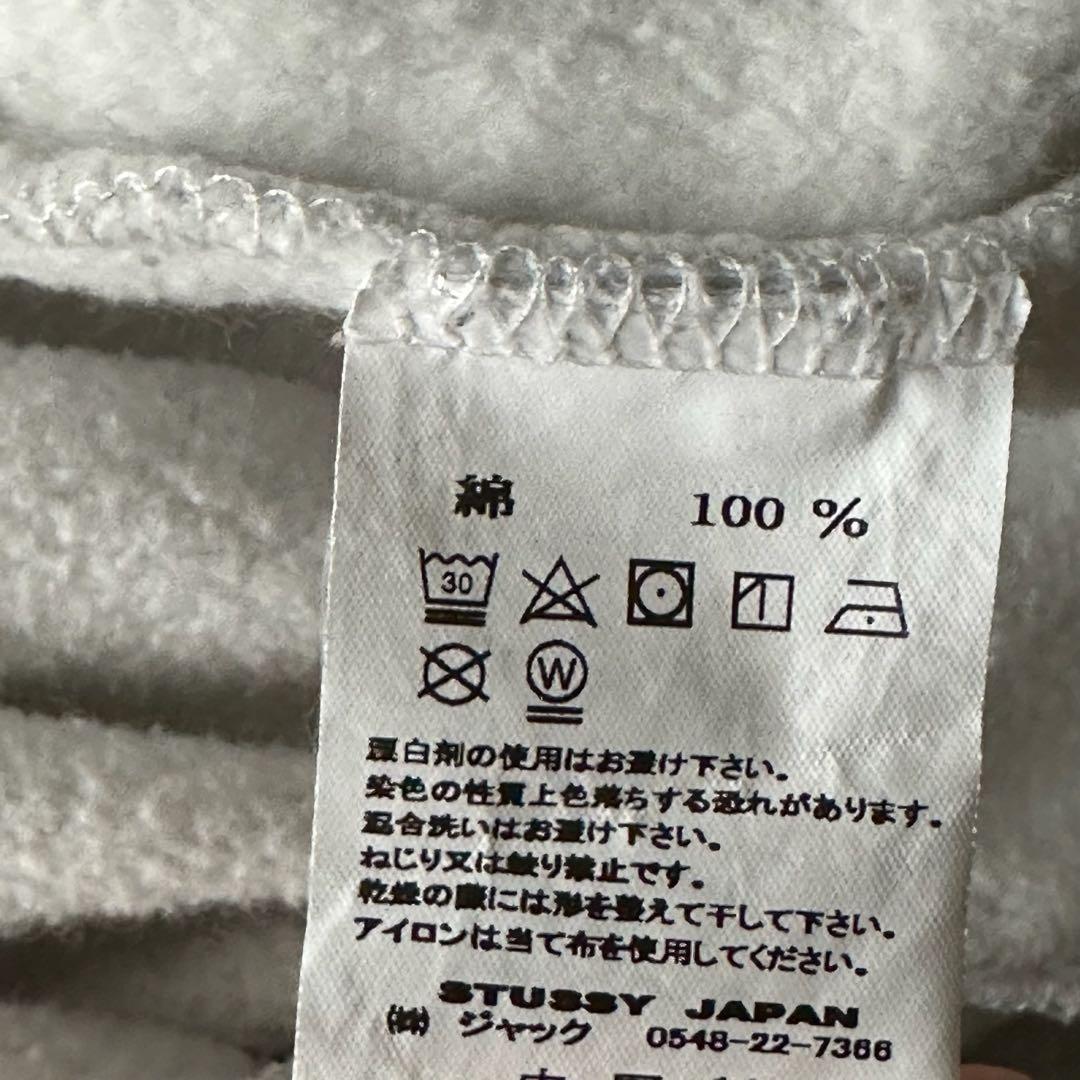 綿 100 %
30
W
漂白剤の使用はお避け下さい。
染色の性質上色落ちする恐れがあります。
混合洗いはお避け下さい。
ねじり又は絞り禁止です。
乾燥の際には形を整えて干して下さい。
アイロンは当て布を使用してください。
STUSSY JAPAN
㈱ ジャック 0548-22-7366